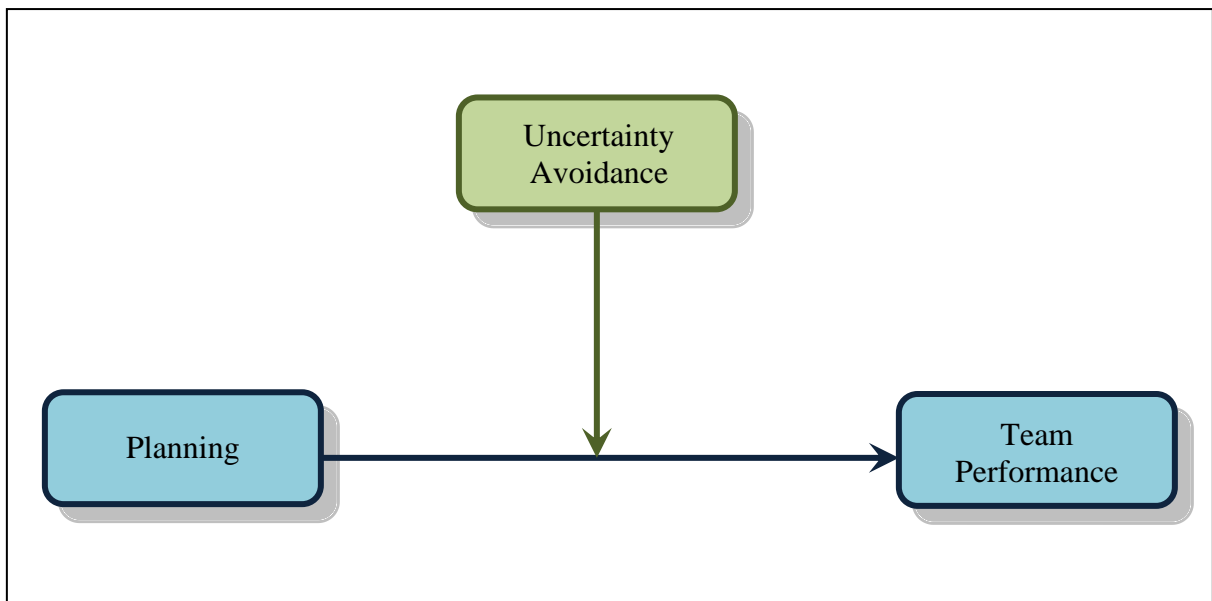 Uncertainty
Avoidance
Planning
Team
Performance